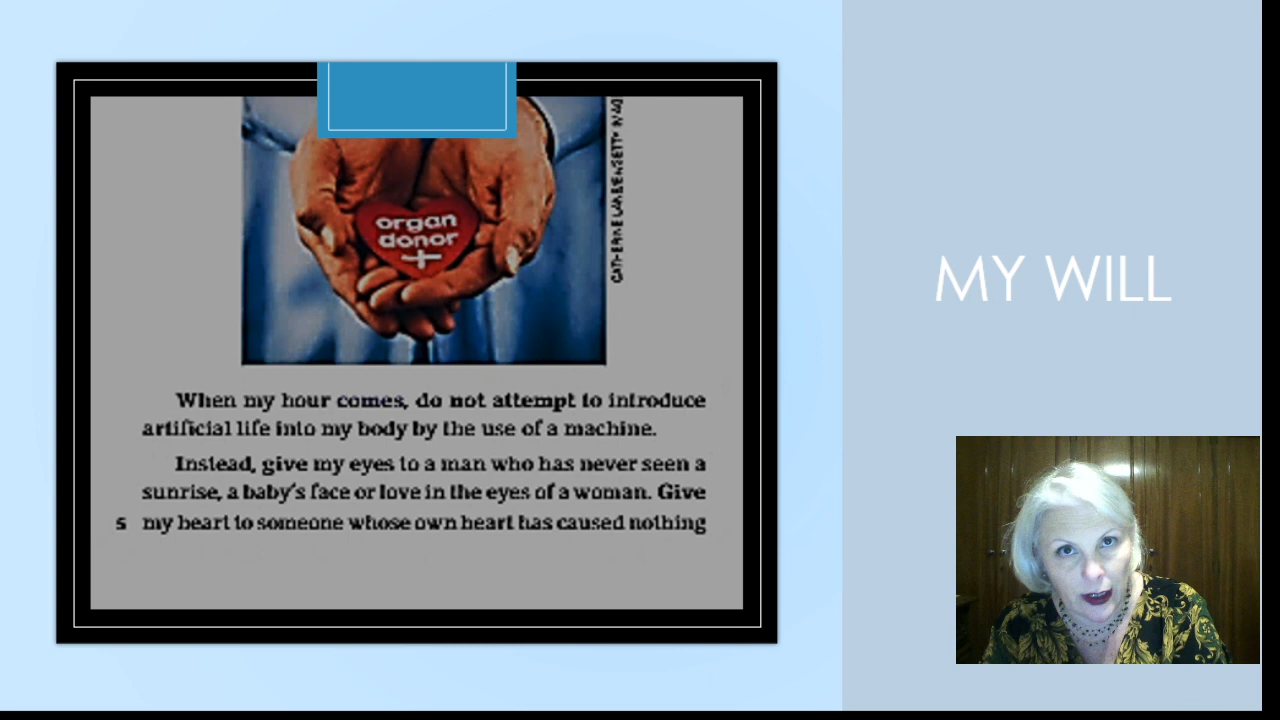 organ
donor
When my hour comes, do not attempt to introduce
artificial life into my body by the use of a machine.
Instead, give my eyes to a man who has never seen a
sunrise, a baby's face or love in the eyes of a woman. Give
5 my heart to someone whose own heart has caused nothing
MY WILL